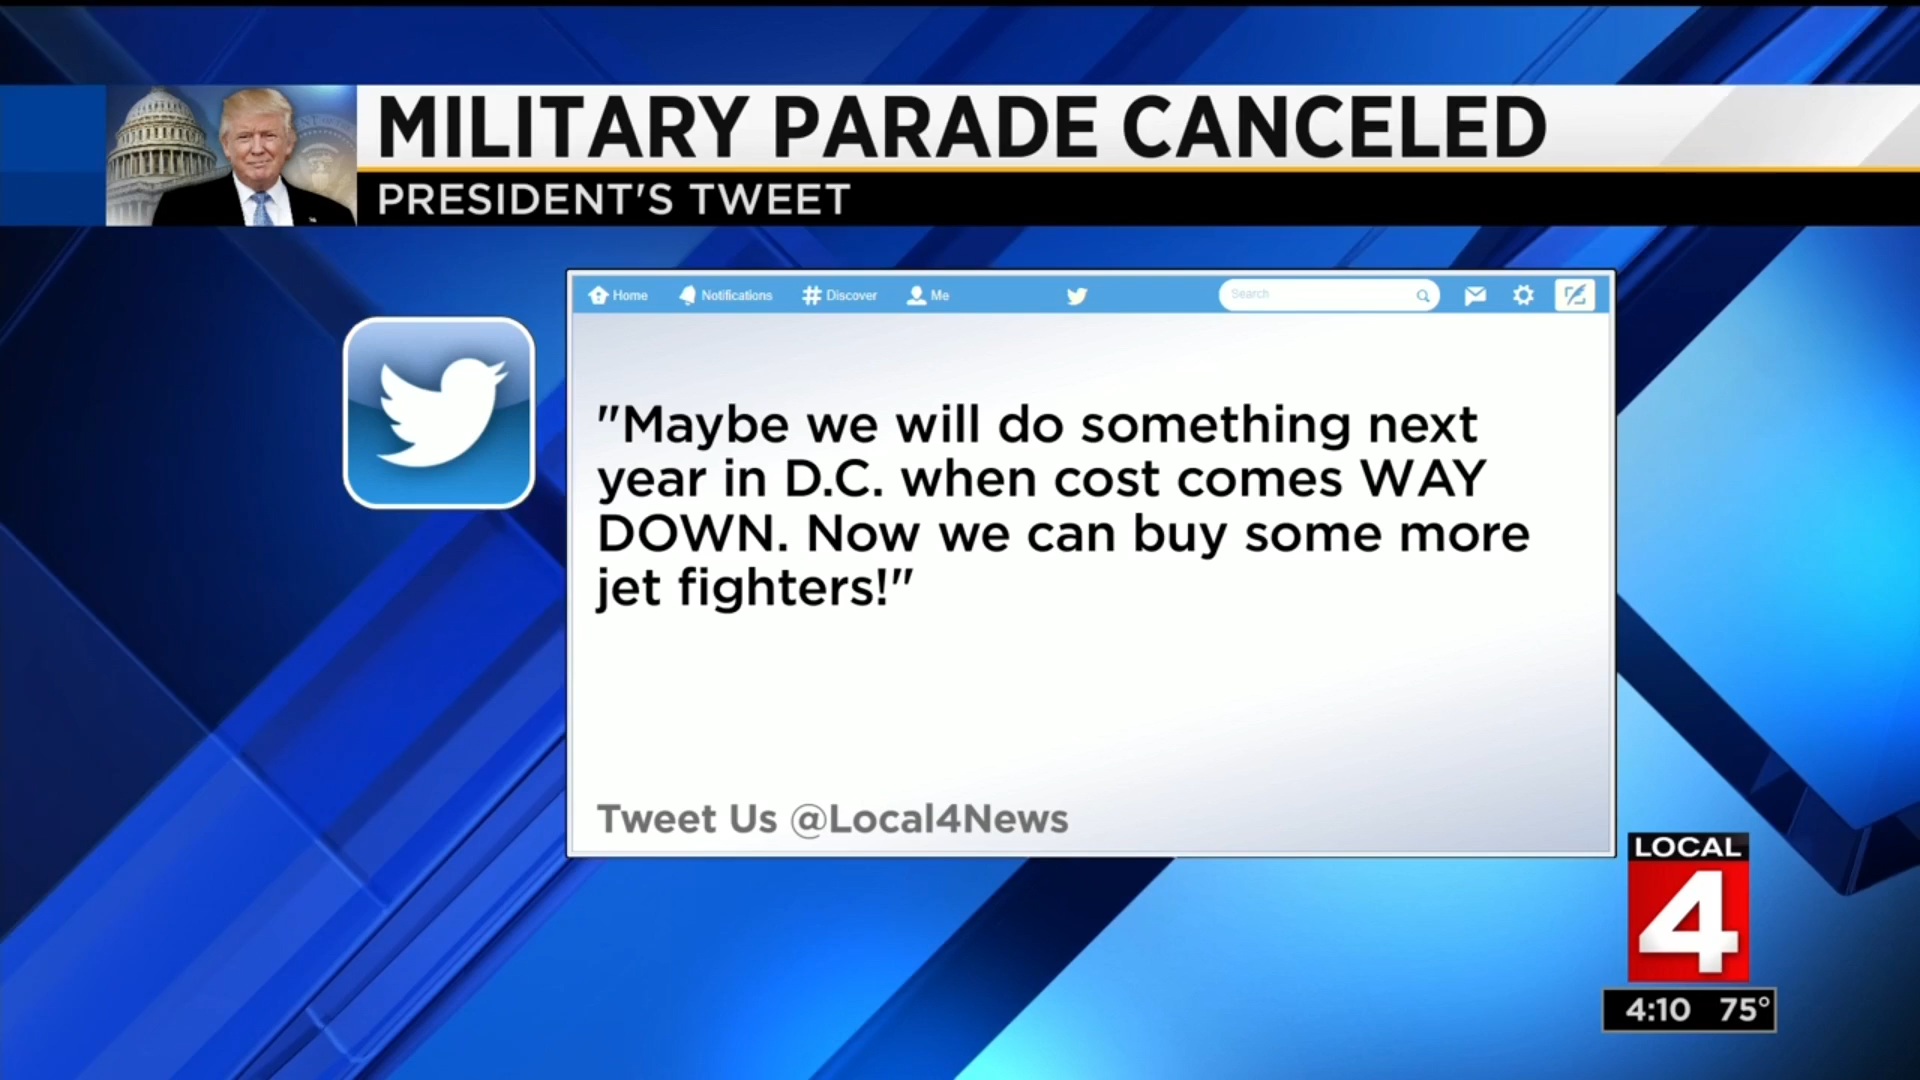 MILITARY PARADE CANCELED
PRESIDENT'S TWEET
Home Notifications Discover Me Search
"Maybe we will do something next
year in D.C. when cost comes WAY
DOWN. Now we can buy some more
jet fighters!"
Tweet Us @Local4News
LOCAL
4
4:10 75°